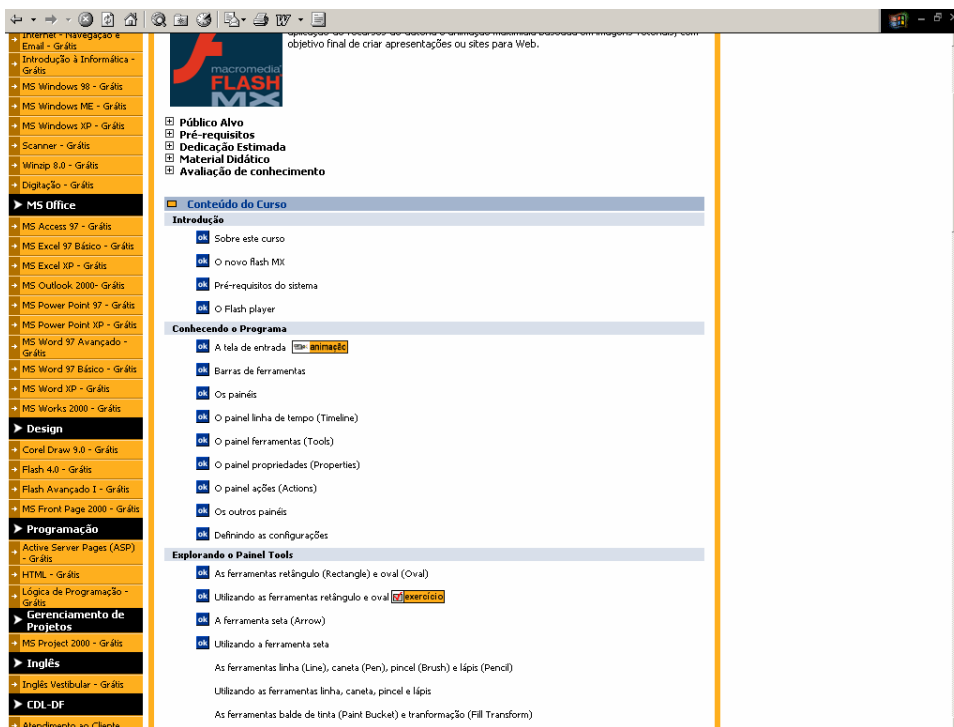 Internet - Navegação e
Email - Grátis
Introdução à Informática -
Grátis
MS Windows 98 - Grátis
MS Windows ME - Grátis
MS Windows XP - Grátis
Scanner - Grátis
Winzip 8.0 - Grátis
Digitação - Grátis
MS Office
MS Access 97 - Grátis
MS Excel 97 Básico - Grátis
MS Excel XP - Grátis
MS Outlook 2000- Grátis
MS Power Point 97 - Grátis
MS Power Point XP - Grátis
MS Word 97 Avançado -
Grátis
MS Word 97 Básico - Grátis
MS Word XP - Grátis
MS Works 2000 - Grátis
Design
Corel Draw 9.0 - Grátis
Flash 4.0 - Grátis
Flash Avançado I - Grátis
MS Front Page 2000 - Grátis
Programação
Active Server Pages (ASP)
- Grátis
HTML - Grátis
Lógica de Programação -
Grátis
Gerenciamento de
Projetos
MS Project 2000 - Grátis
Inglês
Inglês Vestibular - Grátis
CDL-DF
Atendimento ao Cliente
objetivo final de criar apresentações ou sites para Web.
macromedia
FLASH
MX
Público Alvo
Pré-requisitos
Dedicação Estimada
Material Didático
Avaliação de conhecimento
Conteúdo do Curso
Introdução
ok Sobre este curso
ok O novo flash MX
ok Pré-requisitos do sistema
ok O Flash player
Conhecendo o Programa
ok A tela de entrada animação
ok Barras de ferramentas
ok Os painéis
ok O painel linha de tempo (Timeline)
ok O painel ferramentas (Tools)
ok O painel propriedades (Properties)
ok O painel ações (Actions)
ok Os outros painéis
ok Definindo as configurações
Explorando o Painel Tools
ok As ferramentas retângulo (Rectangle) e oval (Oval)
ok Utilizando as ferramentas retângulo e oval exercício
ok A ferramenta seta (Arrow)
ok Utilizando a ferramenta seta
As ferramentas linha (Line), caneta (Pen), pincel (Brush) e lápis (Pencil)
Utilizando as ferramentas linha, caneta, pincel e lápis
As ferramentas balde de tinta (Paint Bucket) e tranformação (Fill Transform)